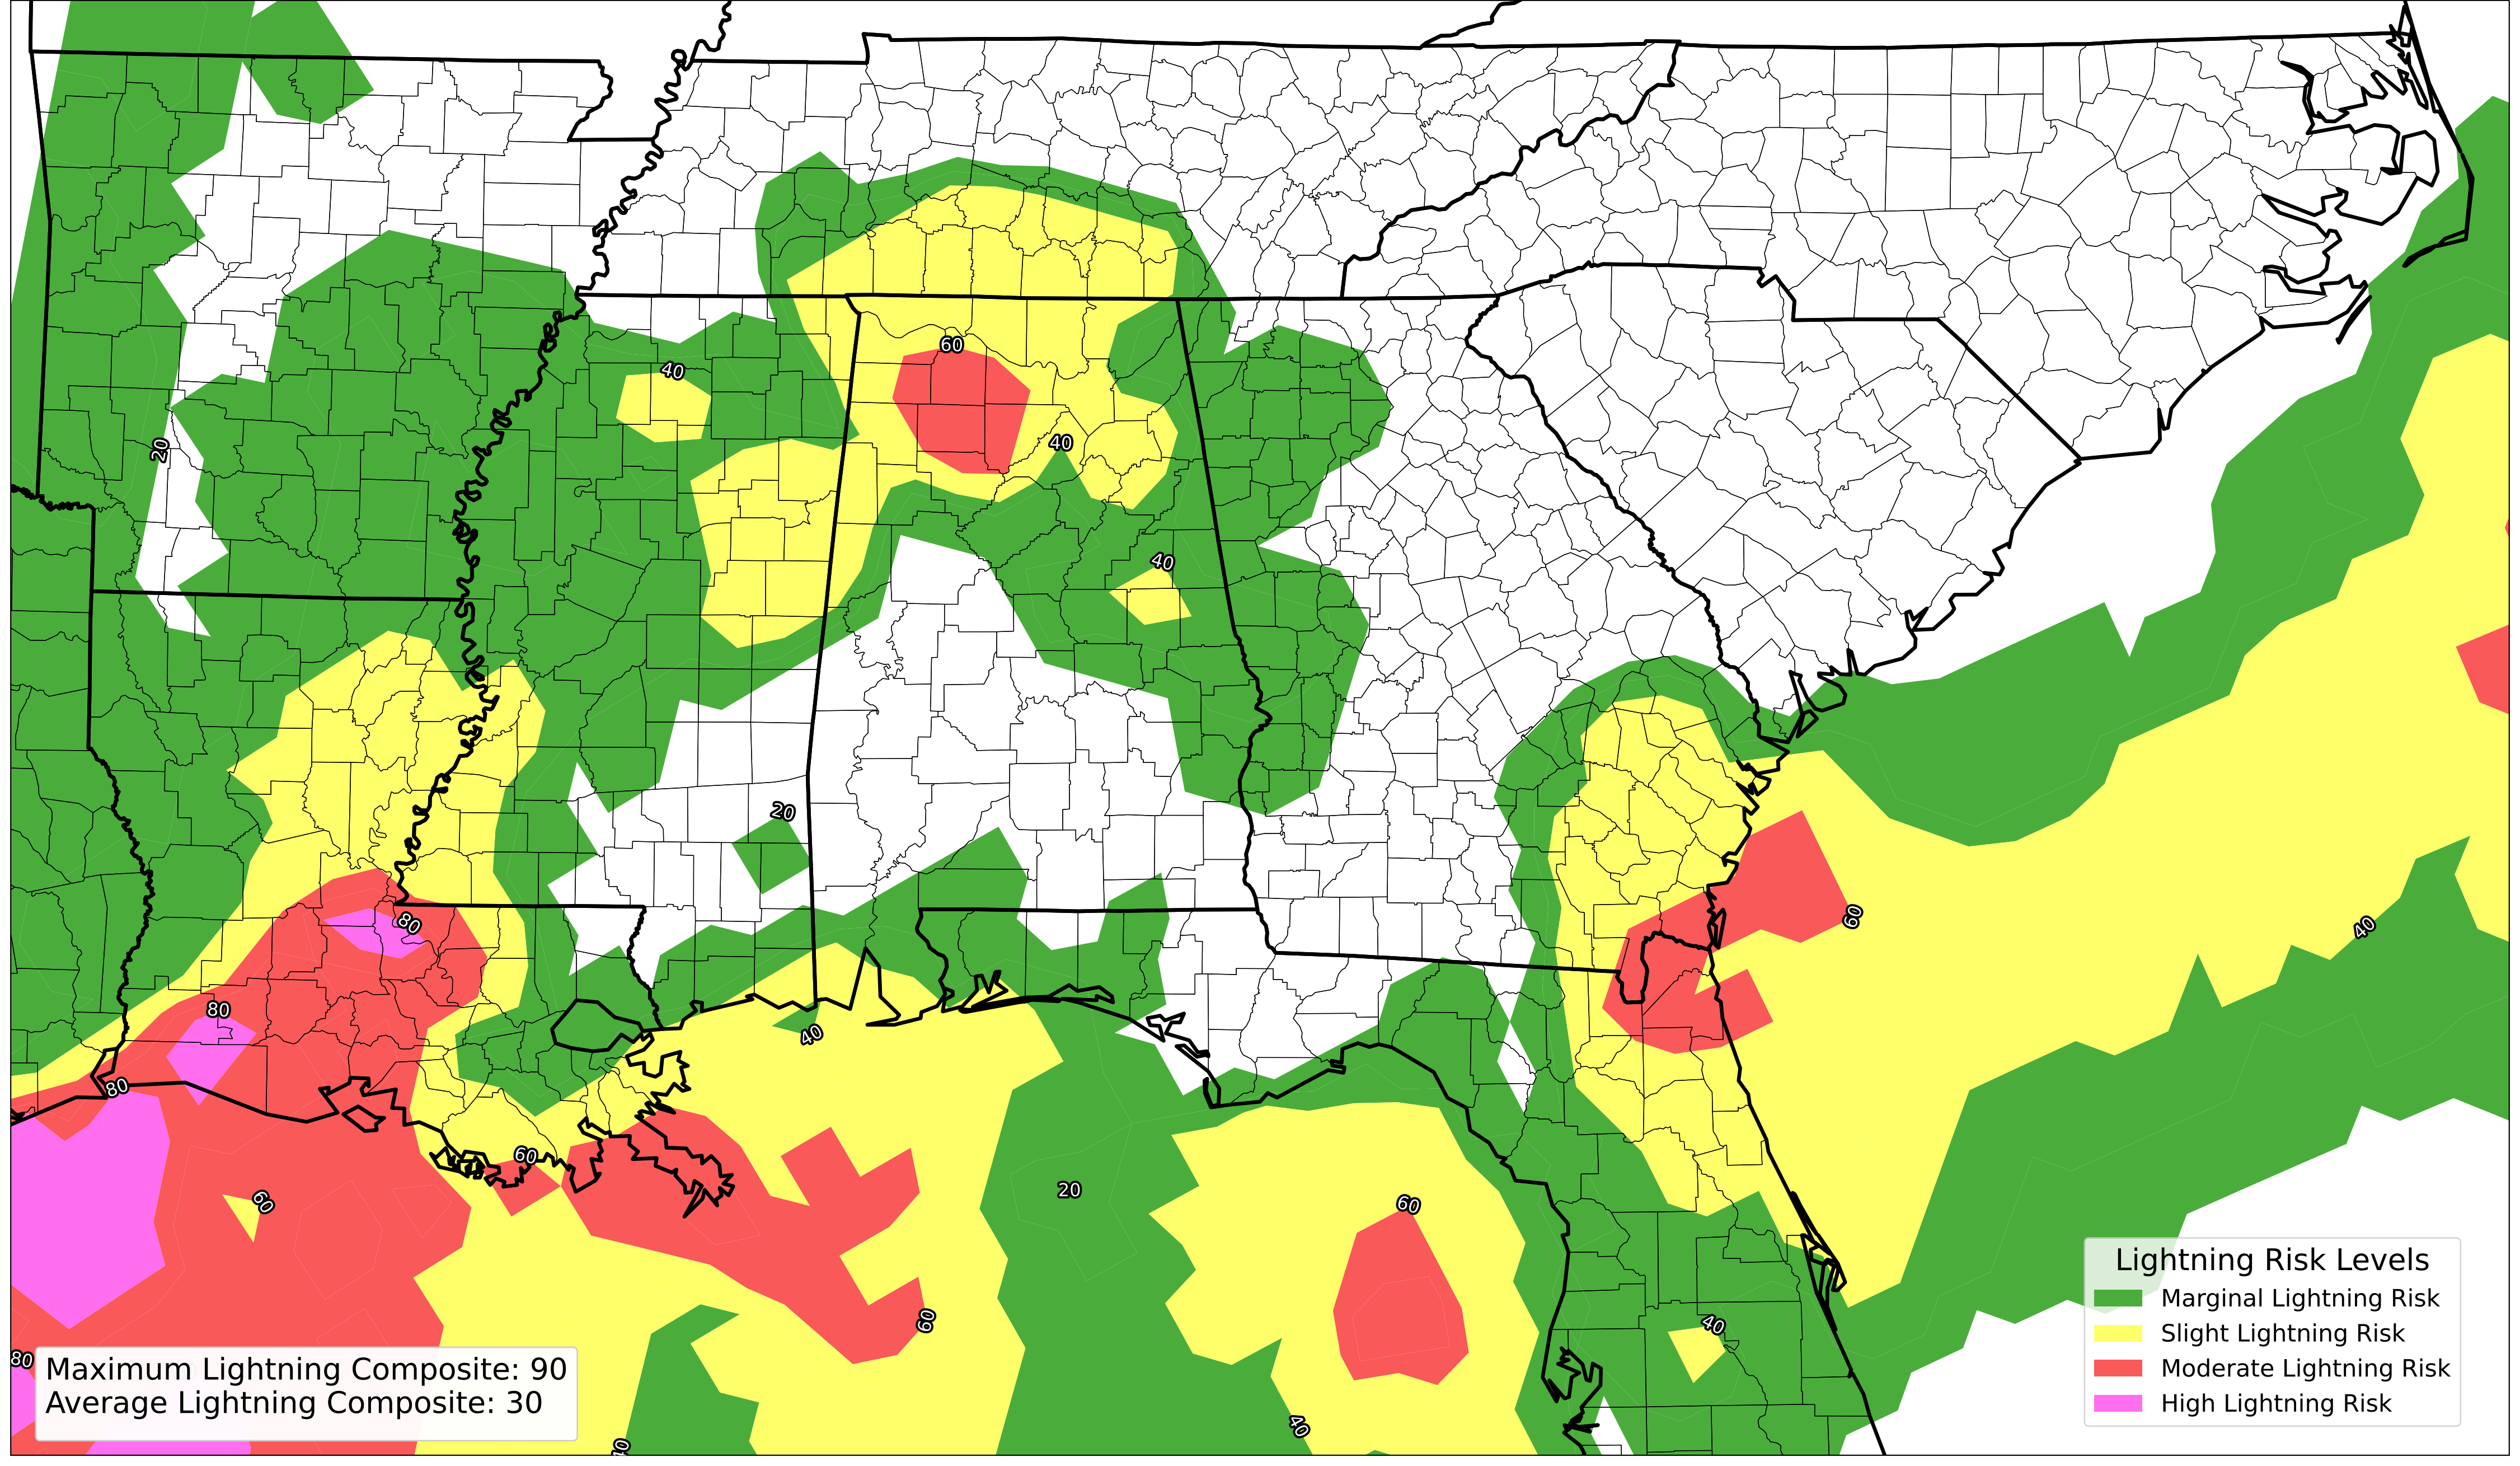 60
40
40
20
40
20
80
60
40
80
40
80
60
20
60
60
40
60
80
40
Lightning Risk Levels
Marginal Lightning Risk
Slight Lightning Risk
Moderate Lightning Risk
High Lightning Risk
Maximum Lightning Composite: 90
Average Lightning Composite: 30